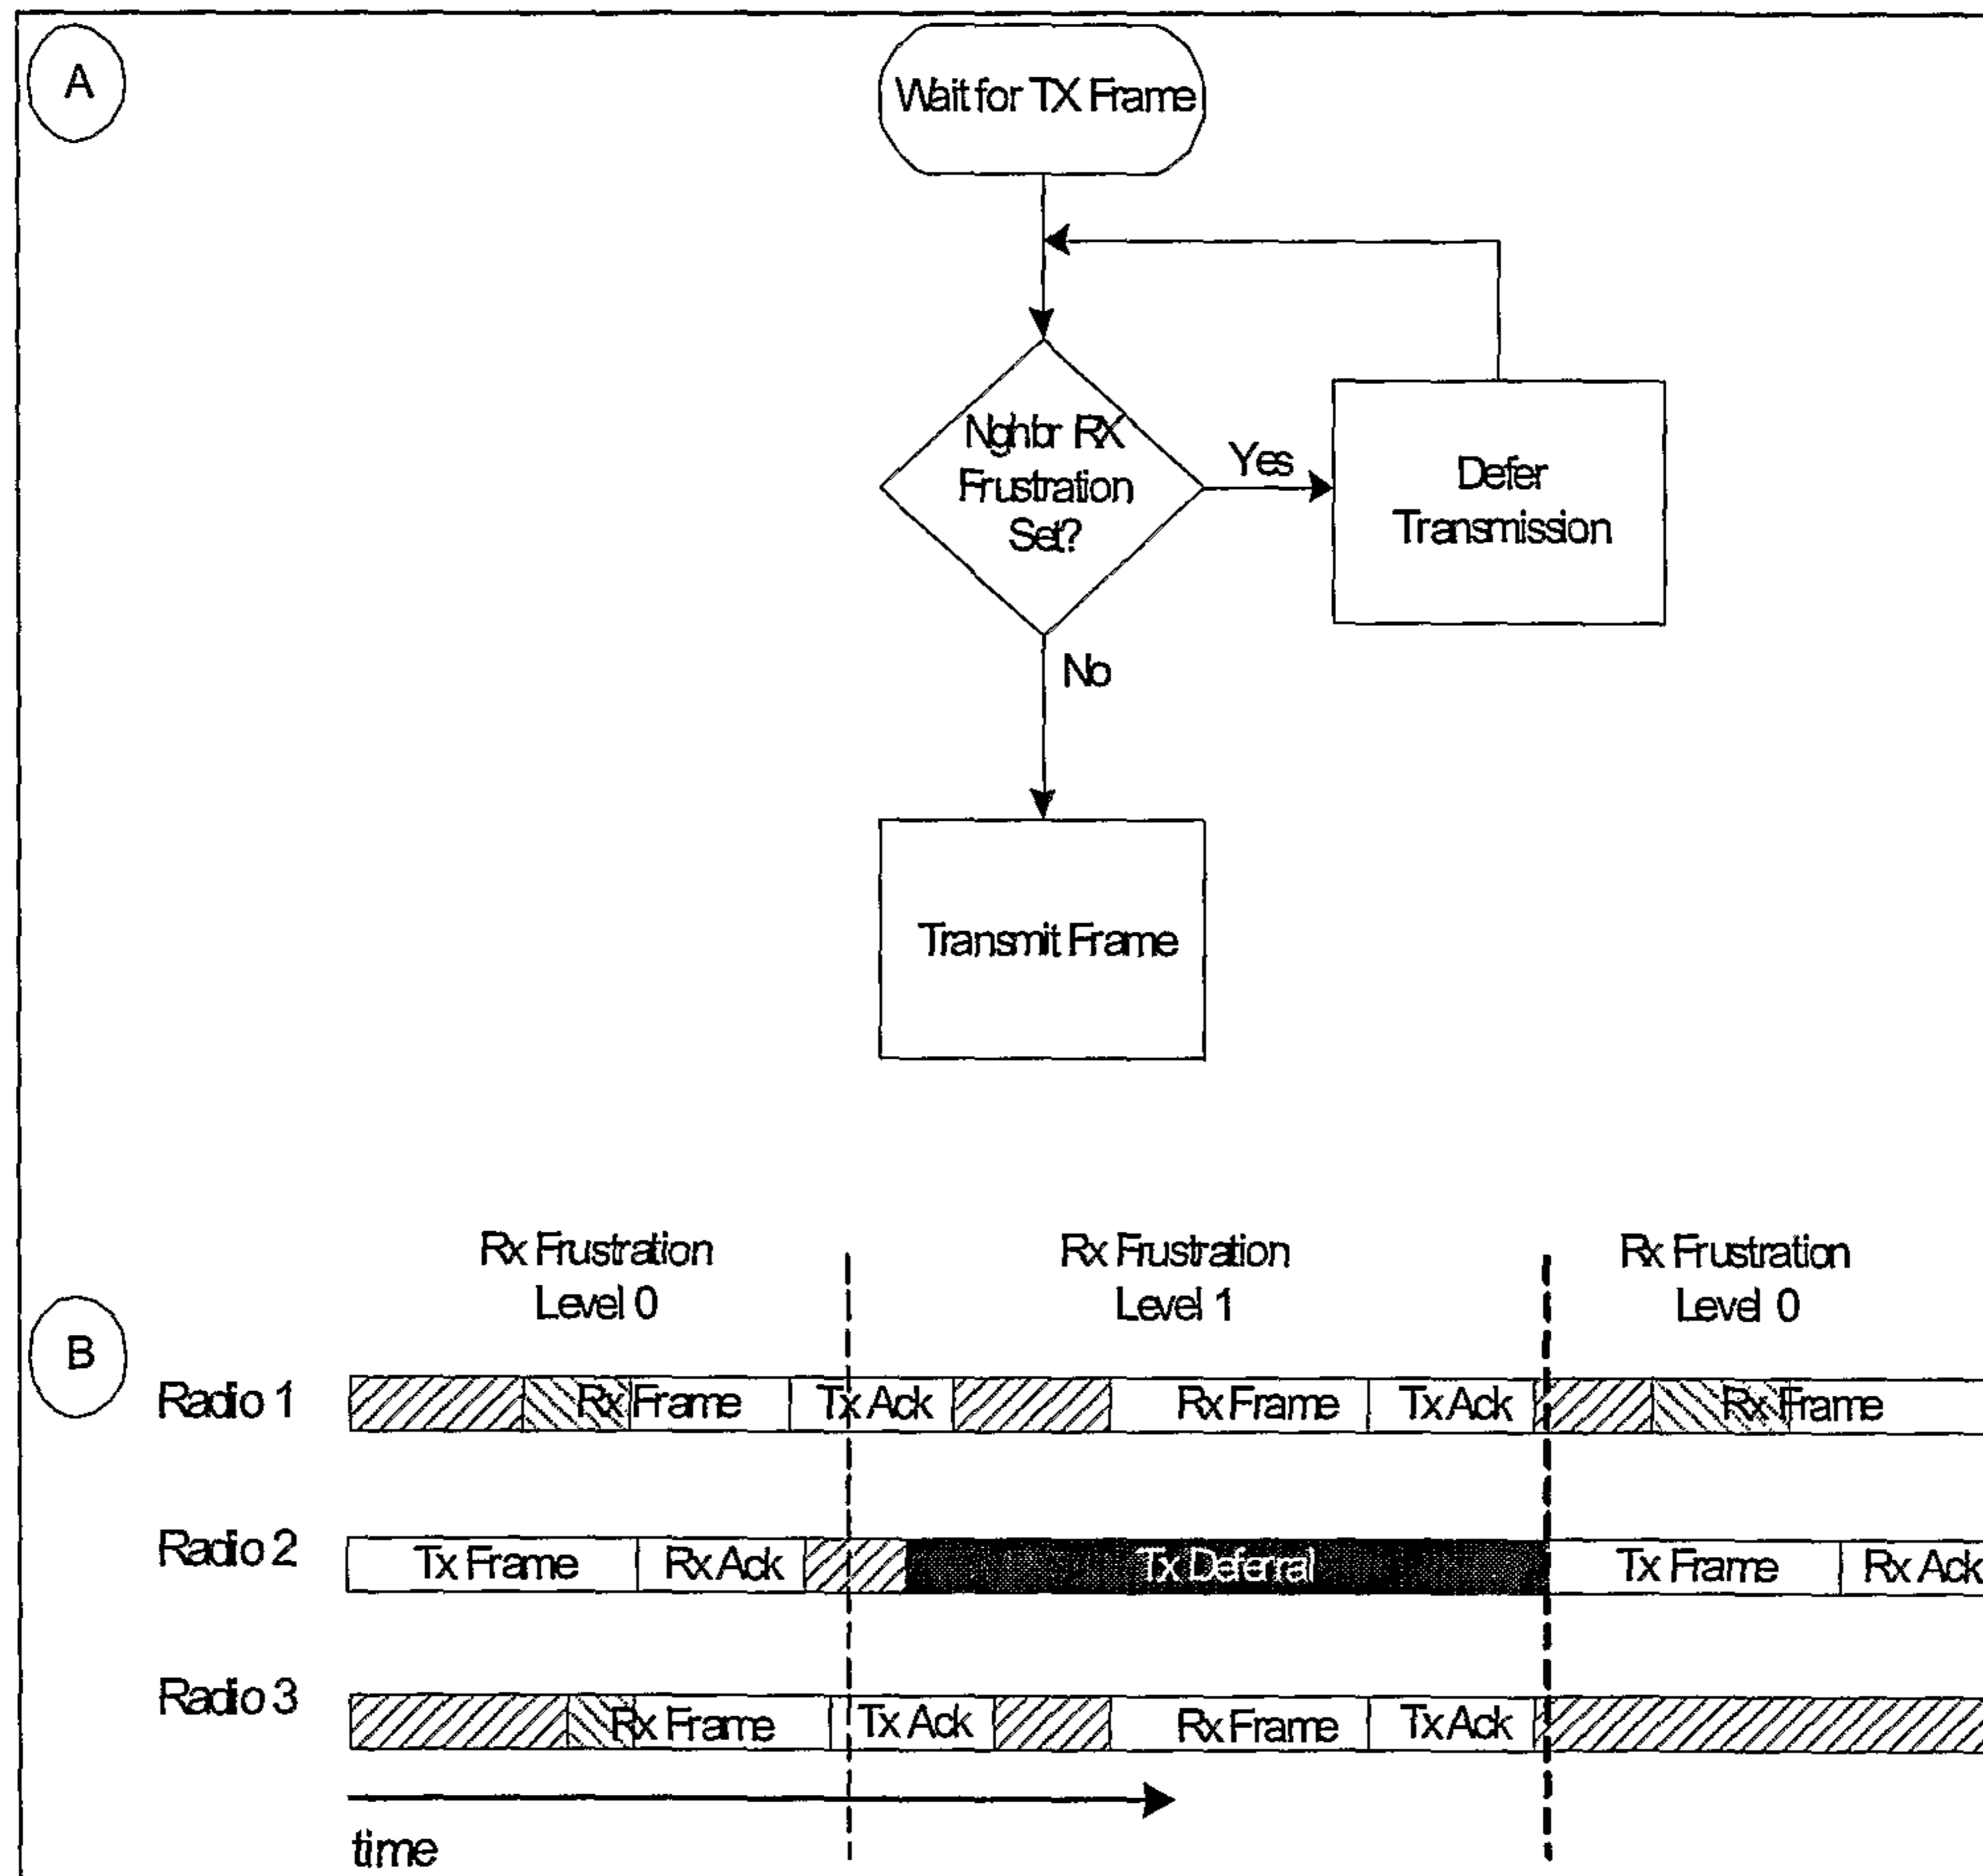 A
Wait for TX Frame
Nghbr RX
Frustration
Set?
Yes
Defer
Transmission
No
Transmit Frame
B
Rx Frustration
Level 0
Rx Frustration
Level 1
Rx Frustration
Level 0
Radio 1
Rx Frame
Tx Ack
Rx Frame
Tx Ack
Rx Frame
Radio 2
Tx Frame
Rx Ack
Tx Deferral
Tx Frame
Rx Ack
Radio 3
Rx Frame
Tx Ack
Rx Frame
Tx Ack
time